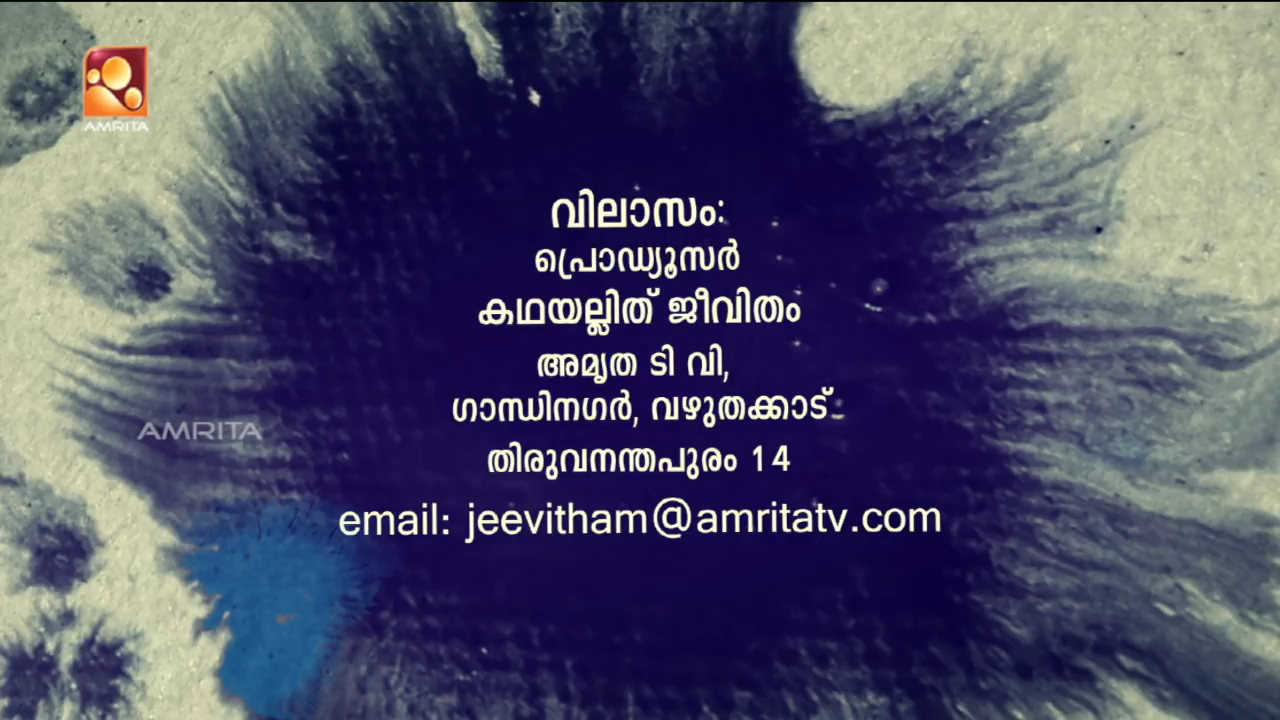 AMRITA
വിലാസം:
പ്രൊഡ്യൂസർ
കഥയല്ലിത് ജീവിതം
അമൃത ടി വി,
ഗാന്ധിനഗർ, വഴുതക്കാട്
AMRITA
തിരുവനന്തപുരം 14
email: jeevitham@amritatv.com